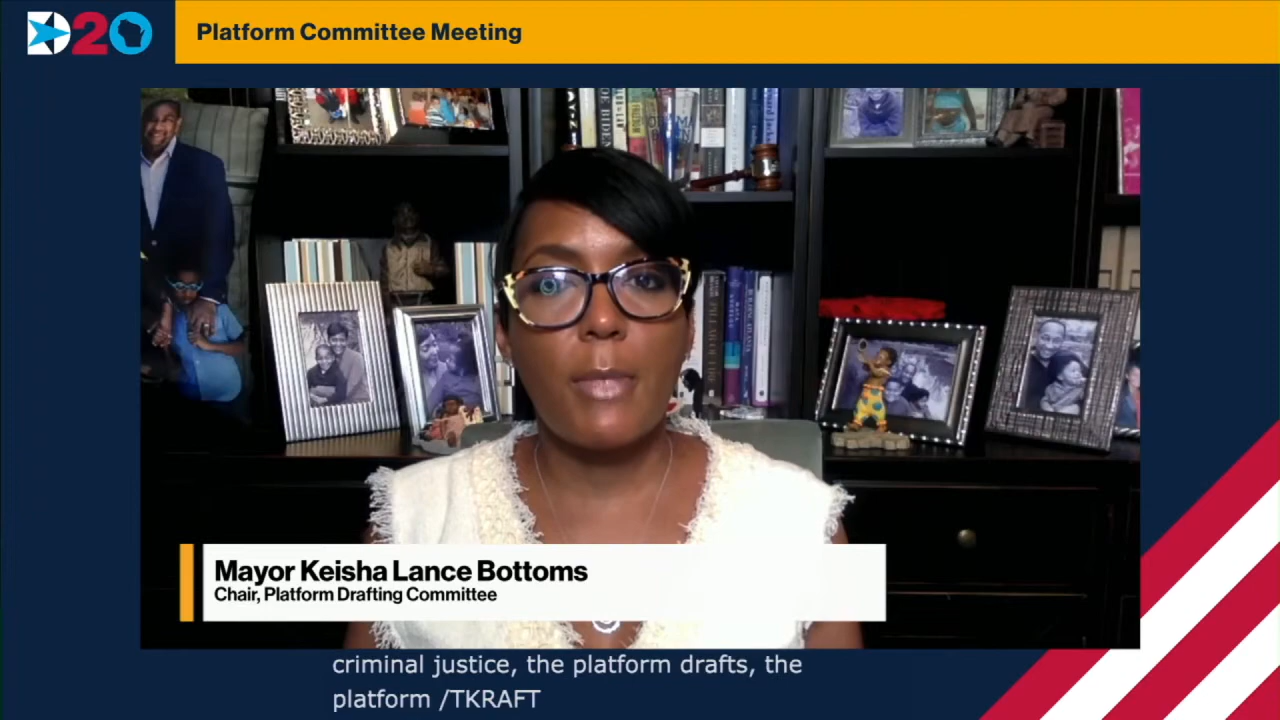 D20
Platform Committee Meeting
Mayor Keisha Lance Bottoms
Chair, Platform Drafting Committee
criminal justice, the platform drafts, the
platform /TKRAFT